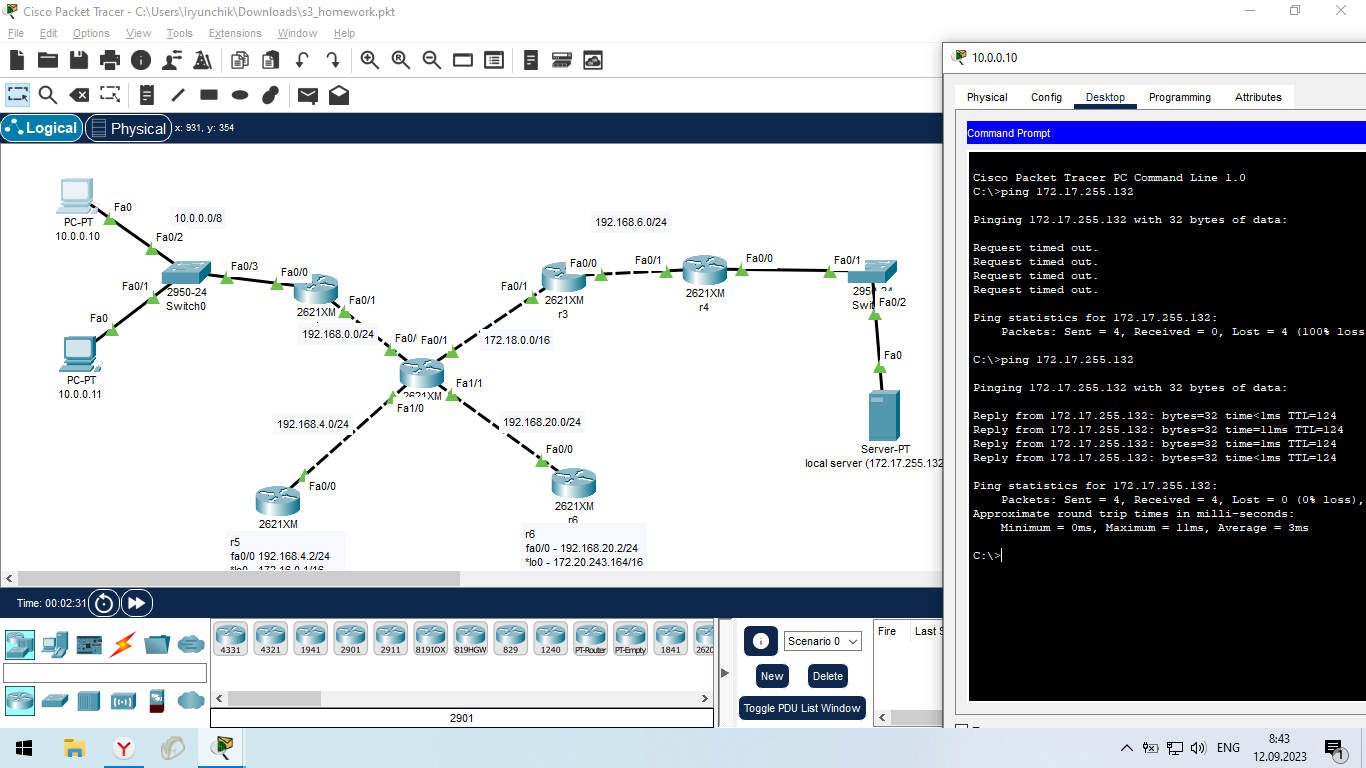 Cisco Packet Tracer - C:\Users\Iryunchik\Downloads\s3_homework.pkt
File Edit Options View Tools Extensions Window Help
Logical Physical x: 931, y: 354
PC-PT
10.0.0.10
Fa0
10.0.0.0/8
Fa0/2
Fa0/3
Fa0/0
Fa0/1
2950-24
Switch0
Fa0
PC-PT
10.0.0.11
2621XM
Fa0/1
192.168.0.0/24
Fa0/
Fa0/1
2621XM
Fa1/1
Fa1/0
172.18.0.0/16
Fa0/1
Fa0/0
2621XM
r3
192.168.6.0/24
Fa0/1
2621XM
r4
Fa0/0
Fa0/1
Fa0/2
Fa0
Server-PT
local server (172.17.255.132
192.168.4.0/24
Fa0/0
2621XM
r5
fa0/0 192.168.4.2/24
*lo0 - 172.16.0.1/16
192.168.20.0/24
Fa0/0
2621XM
r6
r6
fa0/0 - 192.168.20.2/24
*lo0 - 172.20.243.164/16
Time: 00:02:31
4331 4321 1941 2901 2911 819IOX 819HGW 829 1240 PT-Router PT-Empty 1841 2620
2901
Scenario 0
New Delete
Toggle PDU List Window
Fire Last S
10.0.0.10
Physical Config Desktop Programming Attributes
Command Prompt
Cisco Packet Tracer PC Command Line 1.0
C:\>ping 172.17.255.132
Pinging 172.17.255.132 with 32 bytes of data:
Request timed out.
Request timed out.
Request timed out.
Request timed out.
Ping statistics for 172.17.255.132:
Packets: Sent = 4, Received = 0, Lost = 4 (100% loss
C:\>ping 172.17.255.132
Pinging 172.17.255.132 with 32 bytes of data:
Reply from 172.17.255.132: bytes=32 time<1ms TTL=124
Reply from 172.17.255.132: bytes=32 time=11ms TTL=124
Reply from 172.17.255.132: bytes=32 time<1ms TTL=124
Reply from 172.17.255.132: bytes=32 time<1ms TTL=124
Ping statistics for 172.17.255.132:
Packets: Sent = 4, Received = 4, Lost = 0 (0% loss),
Approximate round trip times in milli-seconds:
Minimum = 0ms, Maximum = 11ms, Average = 3ms
C:\>
ENG
8:43
12.09.2023
1